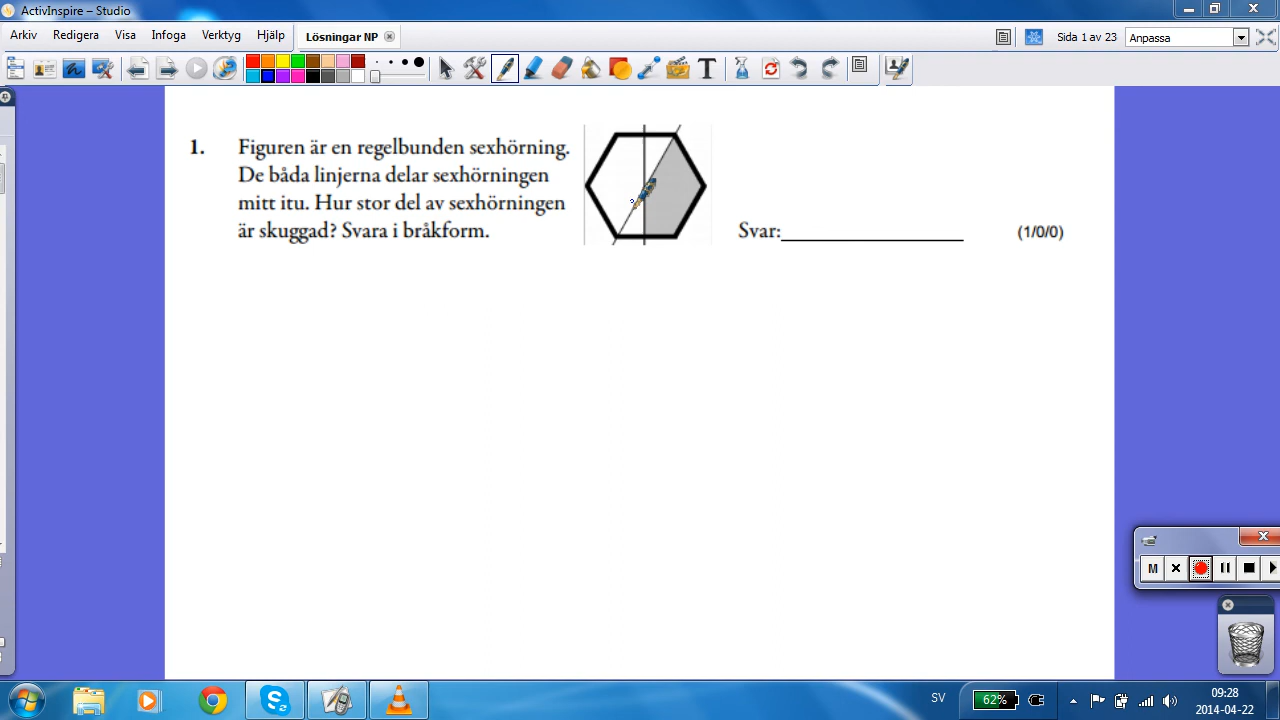 ActivInspire – Studio
Arkiv Redigera Visa Infoga Verktyg Hjälp Lösningar NP Sida 1 av 23 Anpassa
1. Figuren är en regelbunden sexhörning.
De båda linjerna delar sexhörningen
mitt itu. Hur stor del av sexhörningen
är skuggad? Svara i bråkform.
Svar: (1/0/0)
M
SV 62% 09:28
2014-04-22